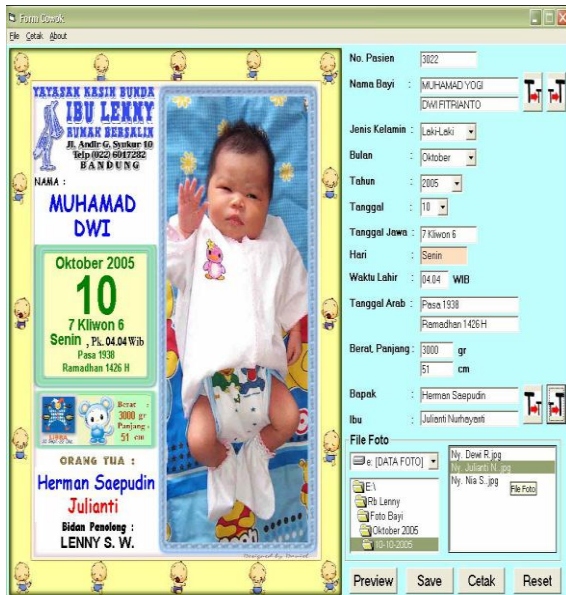 Form Cowok
File Cetak About
YAYASAN KASIH BUNDA
IBU LENNY
RUMAH BERSALIN
Jl. Andir G. Syukur 10
Telp (022) 6017282
BANDUNG
NAMA :
MUHAMAD
DWI
Oktober 2005
10
7 Kliwon 6
Senin , Pk. 04.04 Wib
Pasa 1938
Ramadhan 1426 H
LIBRA
Berat :
3000 gr
Panjang :
51 cm
ORANG TUA :
Herman Saepudin
Julianti
Bidan Penolong :
LENNY S. W.
Designed by
No. Pasien 3022
Nama Bayi : MUHAMAD YOGI
DWI FITRIANTO
Jenis Kelamin : Laki-Laki
Bulan : Oktober
Tahun : 2005
Tanggal : 10
Tanggal Jawa : 7 Kliwon 6
Hari : Senin
Waktu Lahir : 04.04 WIB
Tanggal Arab : Pasa 1938
Ramadhan 1426 H
Berat, Panjang : 3000 gr
51 cm
Bapak : Herman Saepudin
Ibu : Julianti Nurhayanti
File Foto
e: [DATA FOTO]
E:\
Rb Lenny
Foto Bayi
Oktober 2005
10-10-2005
Ny. Dewi R.jpg
Ny. Julianti N..jpg
Ny. Nia S..jpg
File Foto
Preview Save Cetak Reset